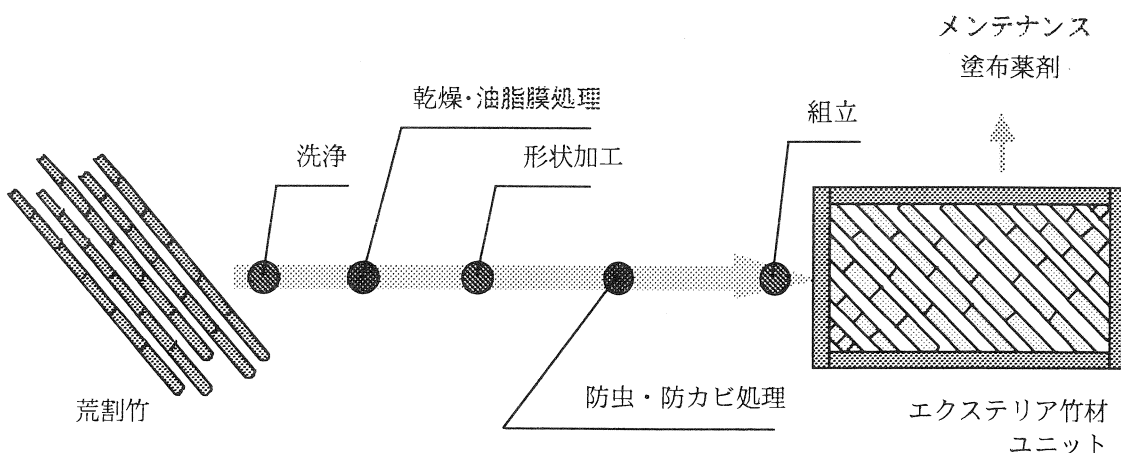 メンテナンス
塗布薬剤
乾燥・油脂膜処理
組立
洗浄
形状加工
防虫・防カビ処理
荒割竹
エクステリア竹材
ユニット